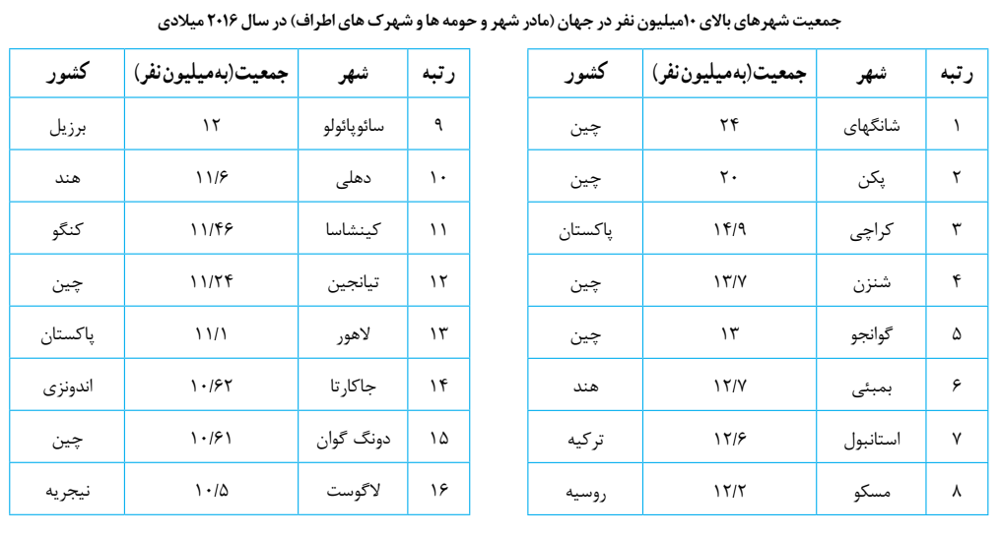 جمعیت شهرهای بالای ۱۰میلیون نفر در جهان (مادر شهر و حومه ها و شهرک های اطراف) در سال ۲۰۱۶ میلادی
رتبه شهر جمعیت(به‌میلیون‌نفر) کشور
۱ شانگهای ۲۴ چین
۲ پکن ۲۰ چین
۳ کراچی ۱۴/۹ پاکستان
۴ شنزن ۱۳/۷ چین
۵ گوانجو ۱۳ چین
۶ بمبئی ۱۲/۷ هند
۷ استانبول ۱۲/۶ ترکیه
۸ مسکو ۱۲/۲ روسیه
رتبه شهر جمعیت(به‌میلیون‌نفر) کشور
۹ سائوپائولو ۱۲ برزیل
۱۰ دهلی ۱۱/۶ هند
۱۱ کینشاسا ۱۱/۴۶ کنگو
۱۲ تیانجین ۱۱/۲۴ چین
۱۳ لاهور ۱۱/۱ پاکستان
۱۴ جاکارتا ۱۰/۶۲ اندونزی
۱۵ دونگ گوان ۱۰/۶۱ چین
۱۶ لاگوست ۱۰/۵ نیجریه